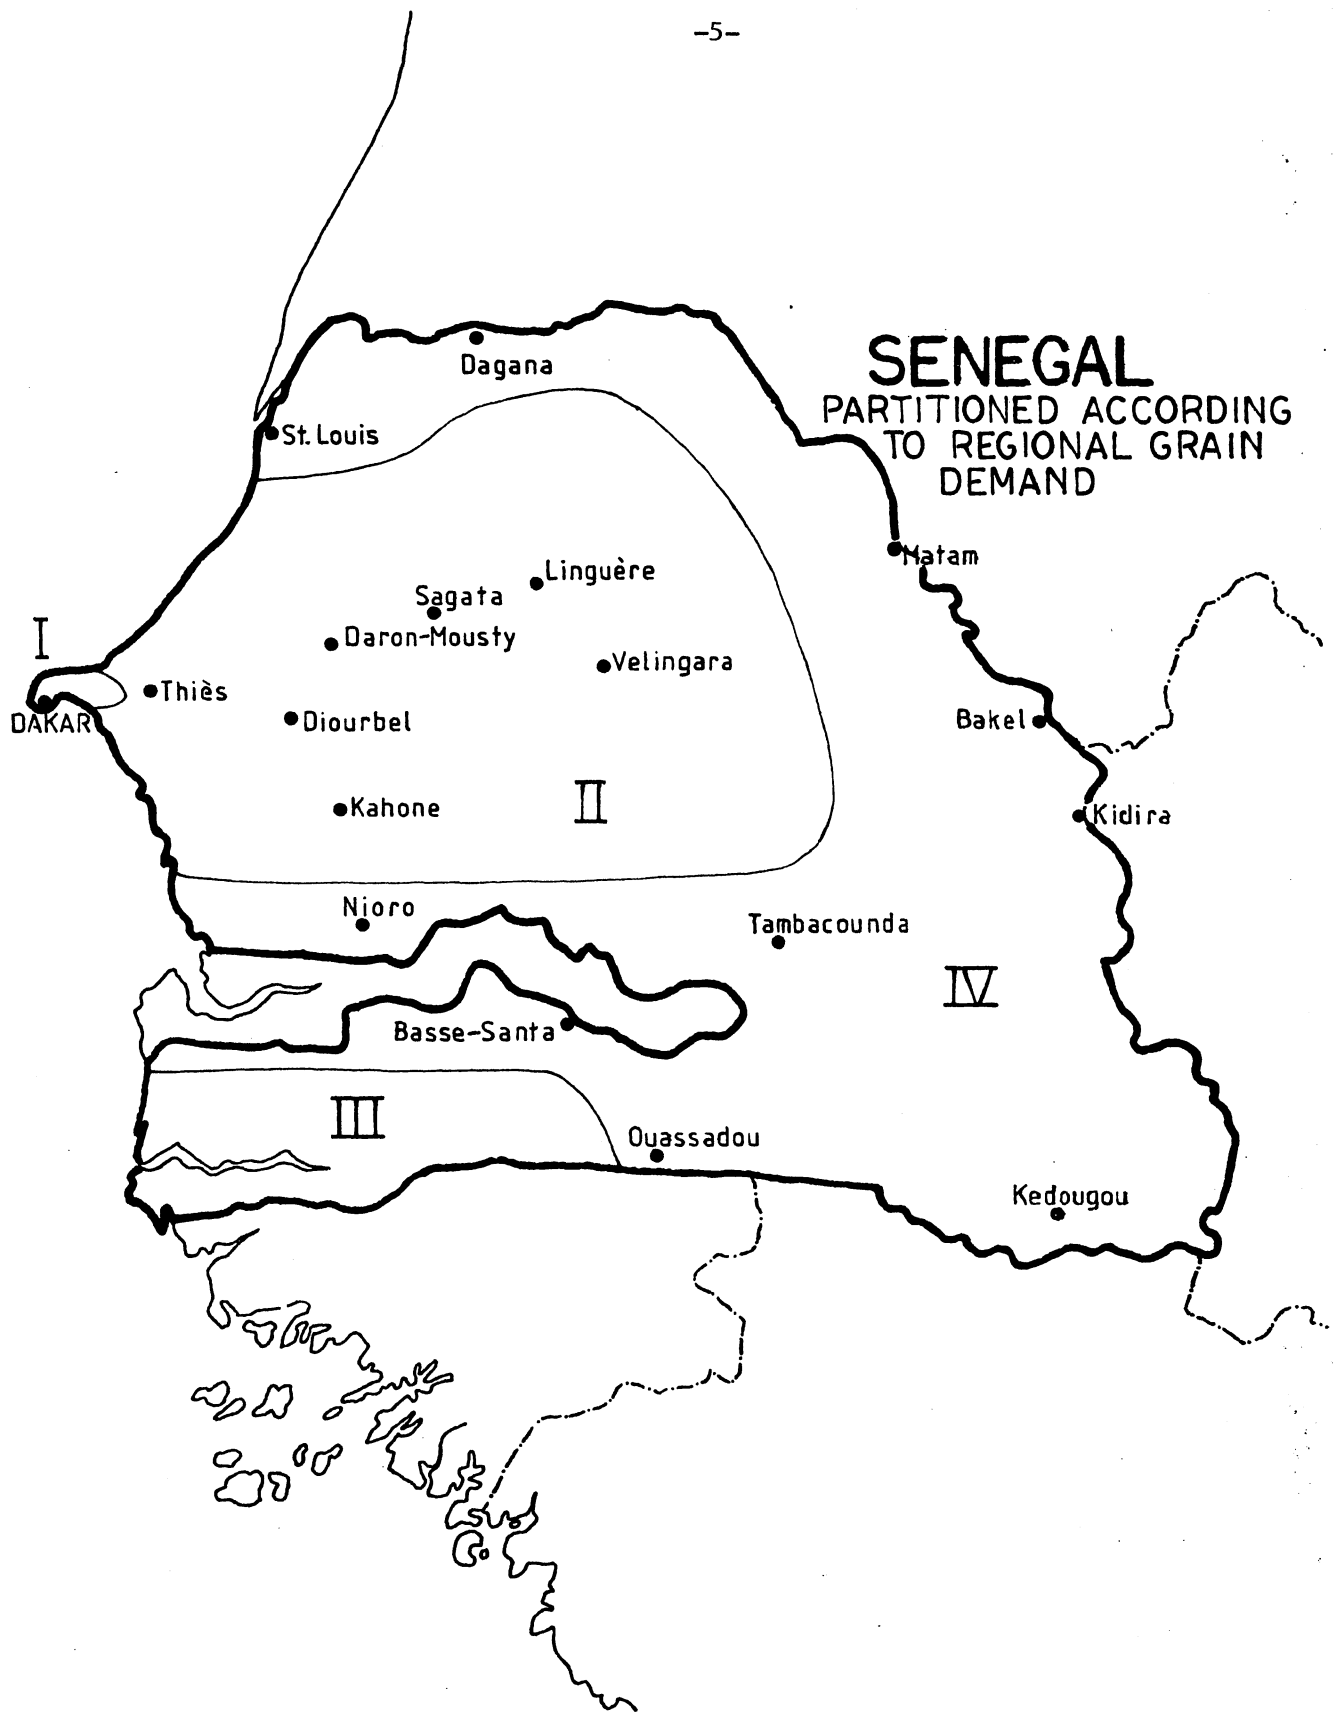 -5-
SENEGAL
PARTITIONED ACCORDING
TO REGIONAL GRAIN
DEMAND
Dagana
St. Louis
Matam
Linguère
Sagata
Daron-Mousty
Velingara
I
Thiès
DAKAR
Diourbel
Bakel
Kahone
II
Kidira
Nioro
Tambacounda
IV
Basse-Santa
III
Ouassadou
Kedougou